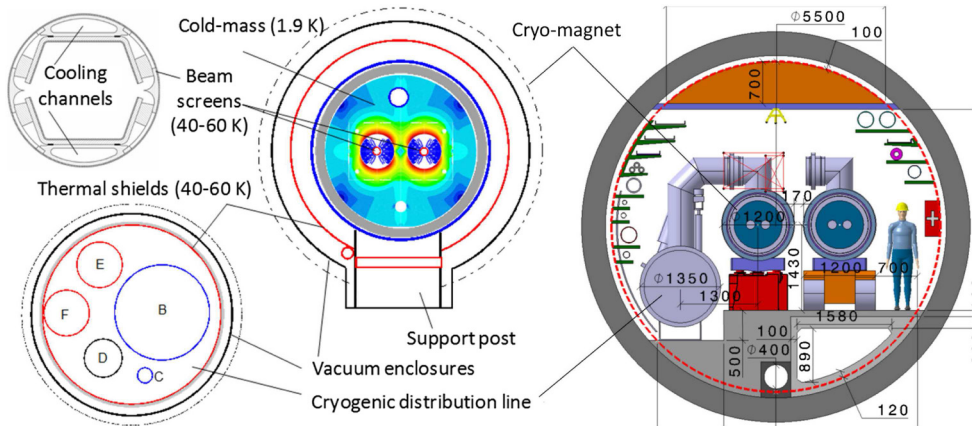 Cold-mass (1.9 K)
Cryo-magnet
Cooling
channels
Beam
screens
(40-60 K)
Thermal shields (40-60 K)
E
F
B
D
C
Support post
Vacuum enclosures
Cryogenic distribution line
Φ5500
100
700
170
1200
Φ1350
1300
1430
1200
700
1580
100
Φ400
500
890
120